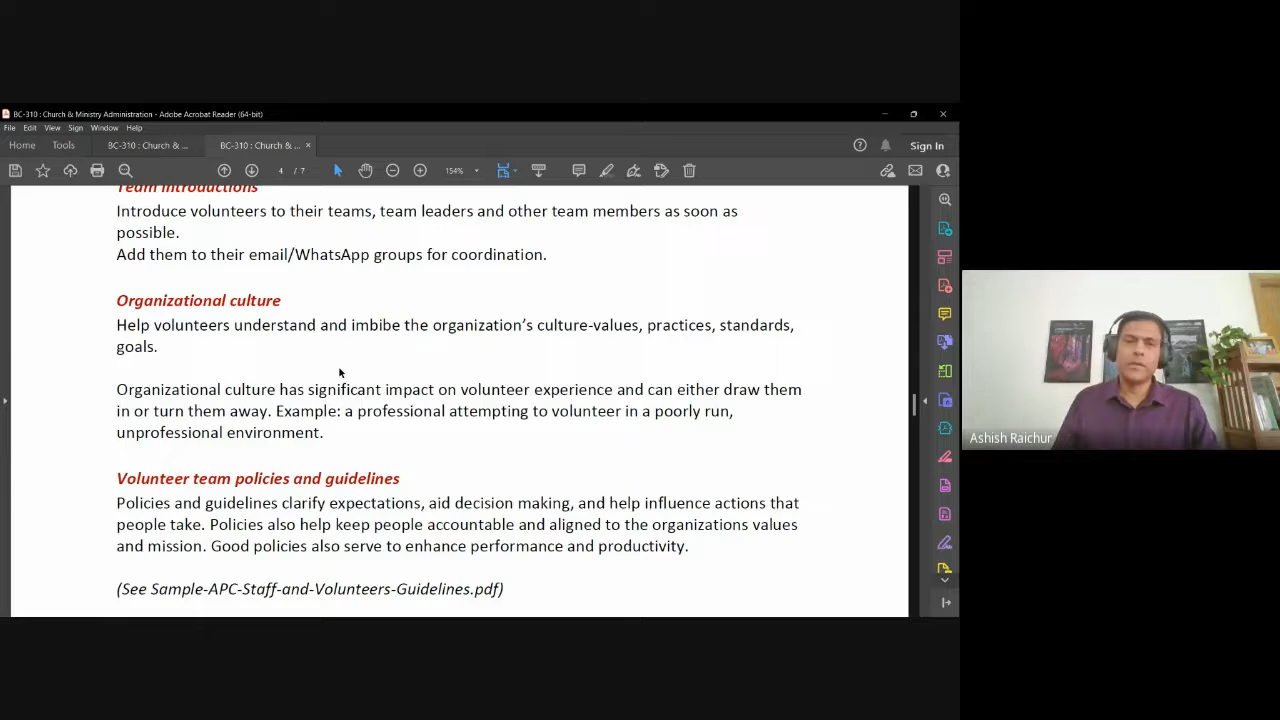 BC-310 : Church & Ministry Administration - Adobe Acrobat Reader (64-bit)
File Edit View Sign Window Help
Home Tools BC-310 : Church & ... BC-310 : Church & ... × Sign In
4 / 7 154%
Team introductions
Introduce volunteers to their teams, team leaders and other team members as soon as
possible.
Add them to their email/WhatsApp groups for coordination.
Organizational culture
Help volunteers understand and imbibe the organization's culture-values, practices, standards,
goals.
Organizational culture has significant impact on volunteer experience and can either draw them
in or turn them away. Example: a professional attempting to volunteer in a poorly run,
unprofessional environment.
Volunteer team policies and guidelines
Policies and guidelines clarify expectations, aid decision making, and help influence actions that
people take. Policies also help keep people accountable and aligned to the organizations values
and mission. Good policies also serve to enhance performance and productivity.
(See Sample-APC-Staff-and-Volunteers-Guidelines.pdf)
Ashish Raichur